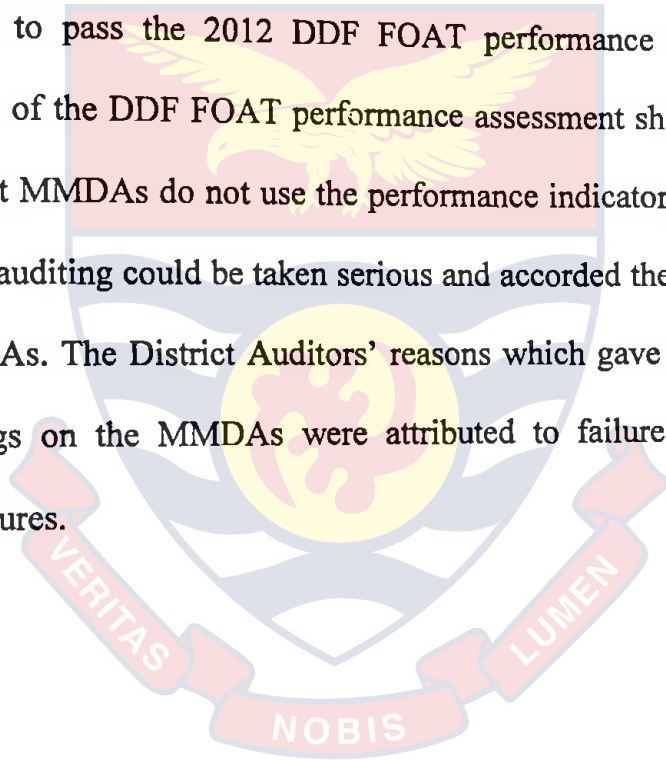 to pass the 2012 DDF FOAT performance
of the DDF FOAT performance assessment sh
t MMDAs do not use the performance indicator
auditing could be taken serious and accorded the
As. The District Auditors’ reasons which gave
gs on the MMDAs were attributed to failure
ures.
VERITAS
NOBIS
LUMEN